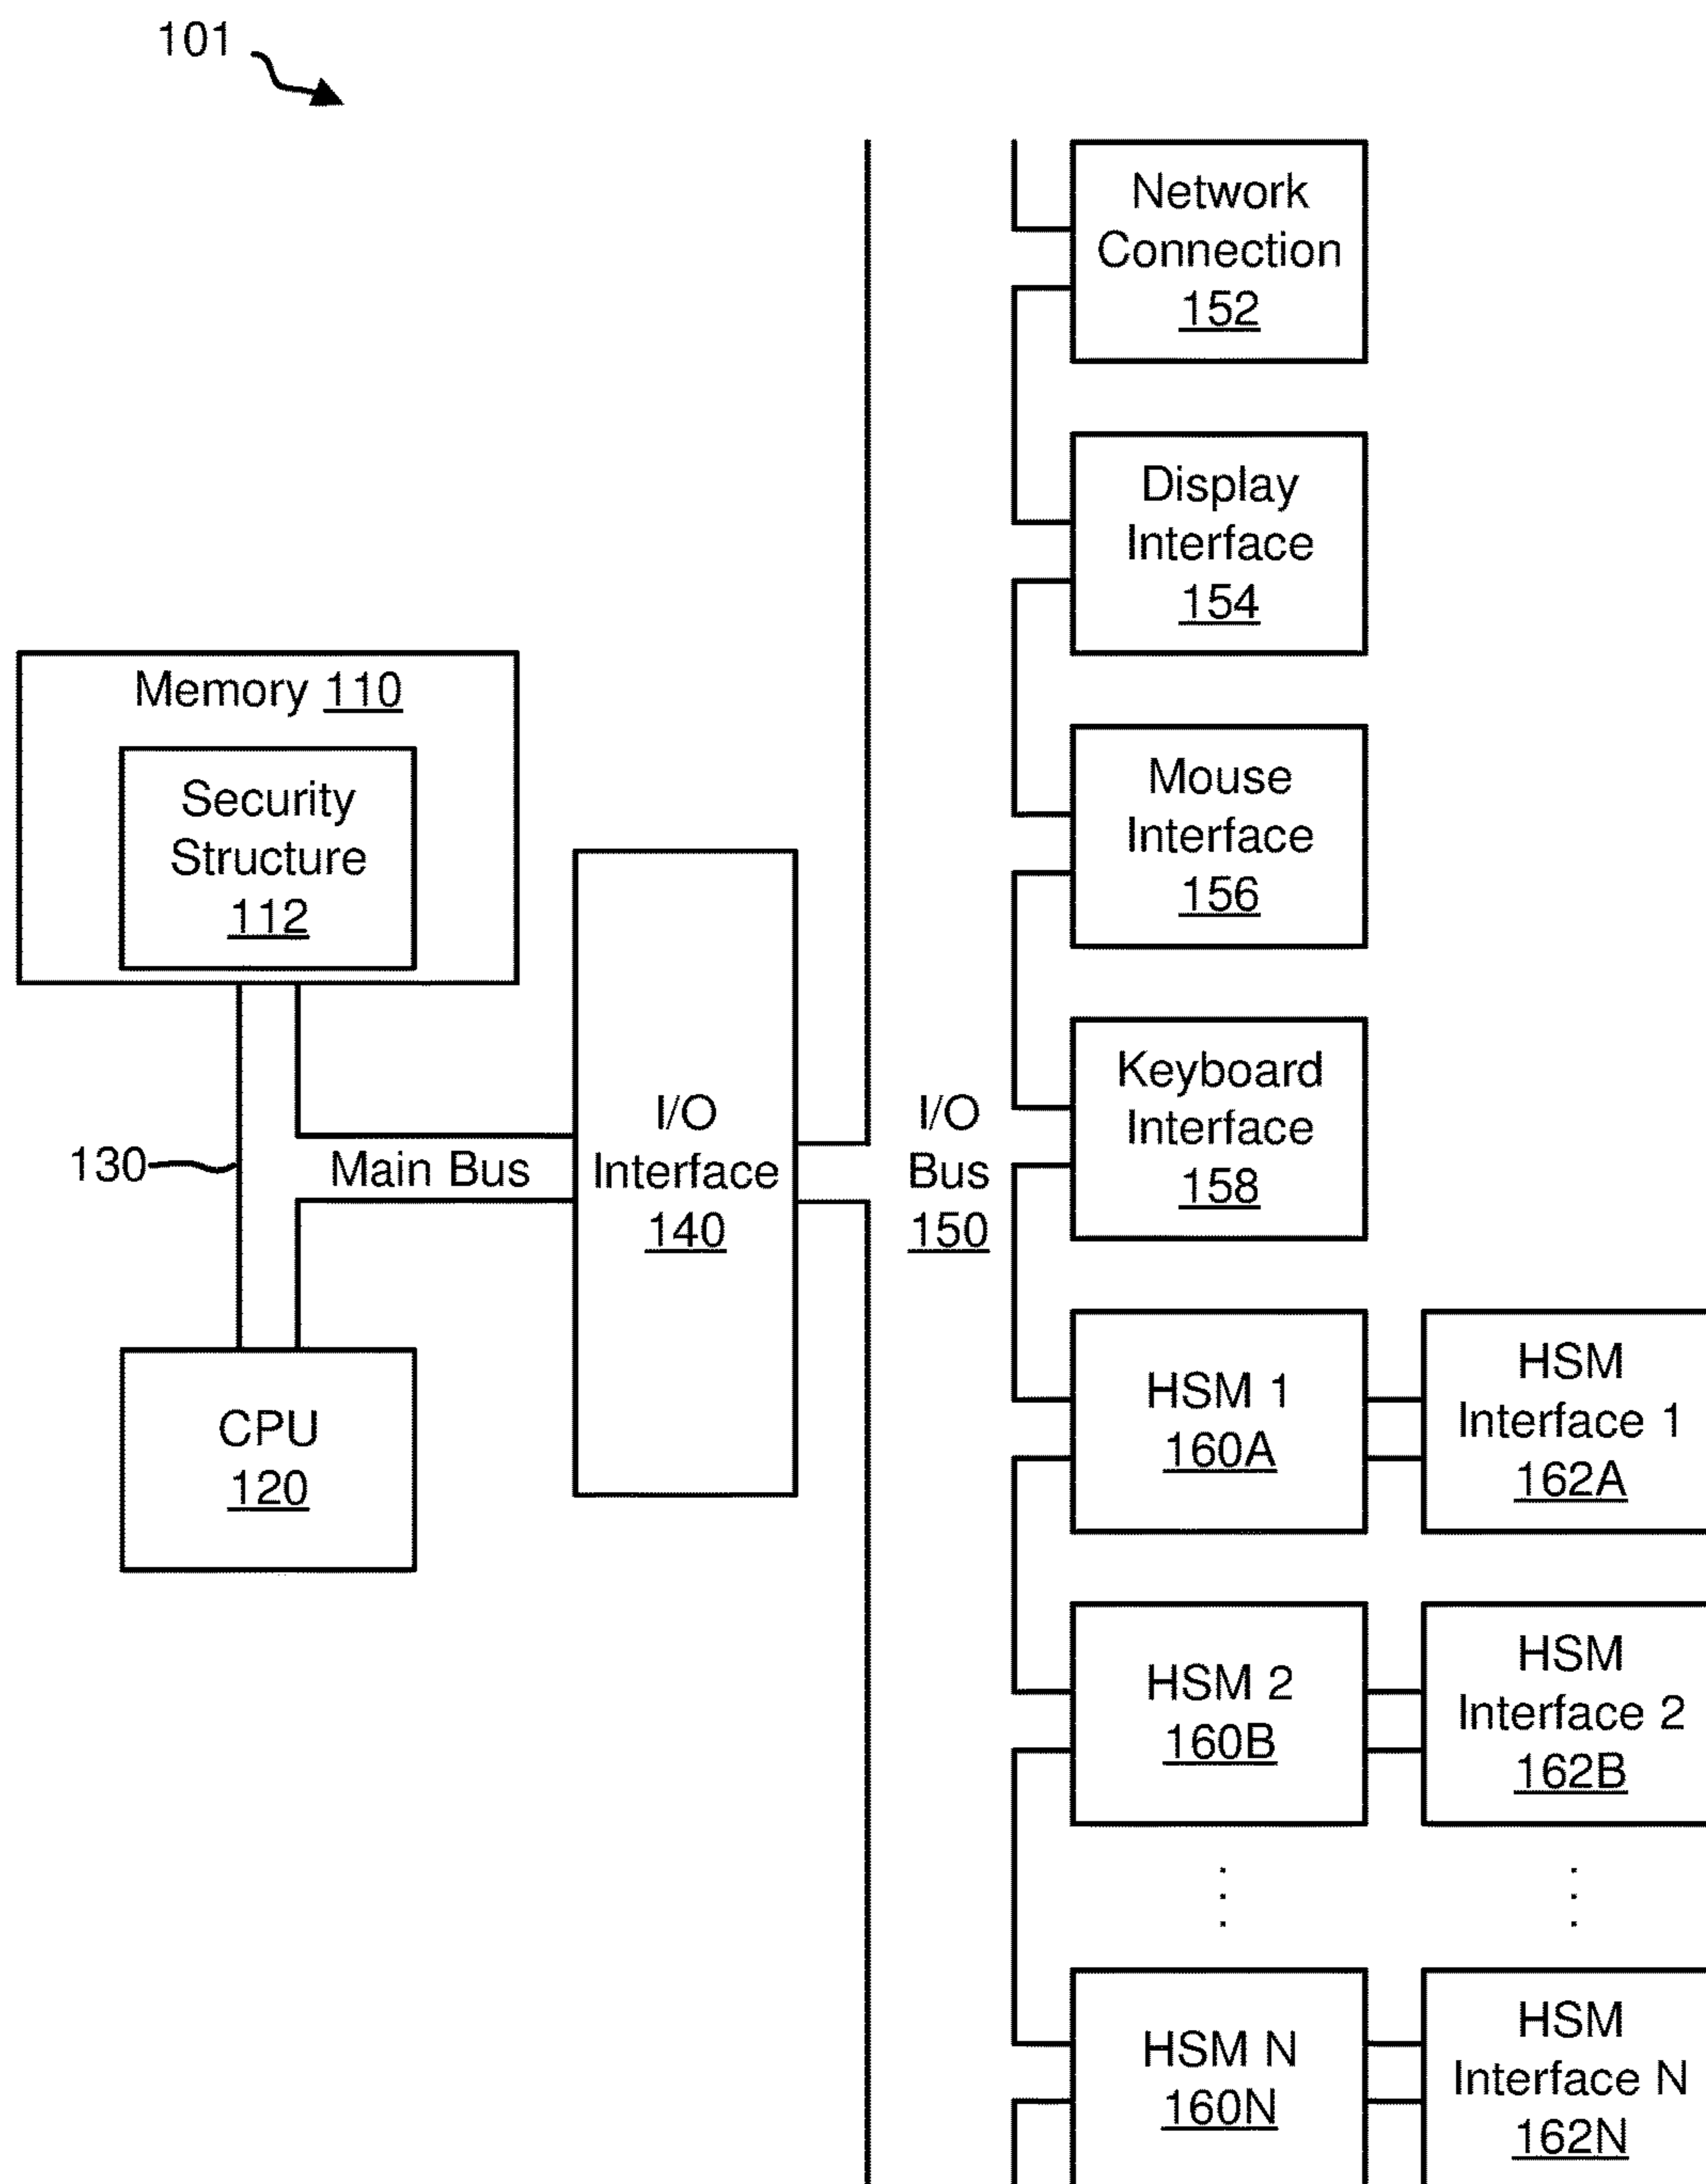 101
Network
Connection
152
Display
Interface
154
Memory 110
Security
Structure
112
Mouse
Interface
156
Keyboard
Interface
158
130
Main Bus
I/O
Interface
140
I/O
Bus
150
CPU
120
HSM 1
160A
HSM
Interface 1
162A
HSM 2
160B
HSM
Interface 2
162B
HSM N
160N
HSM
Interface N
162N